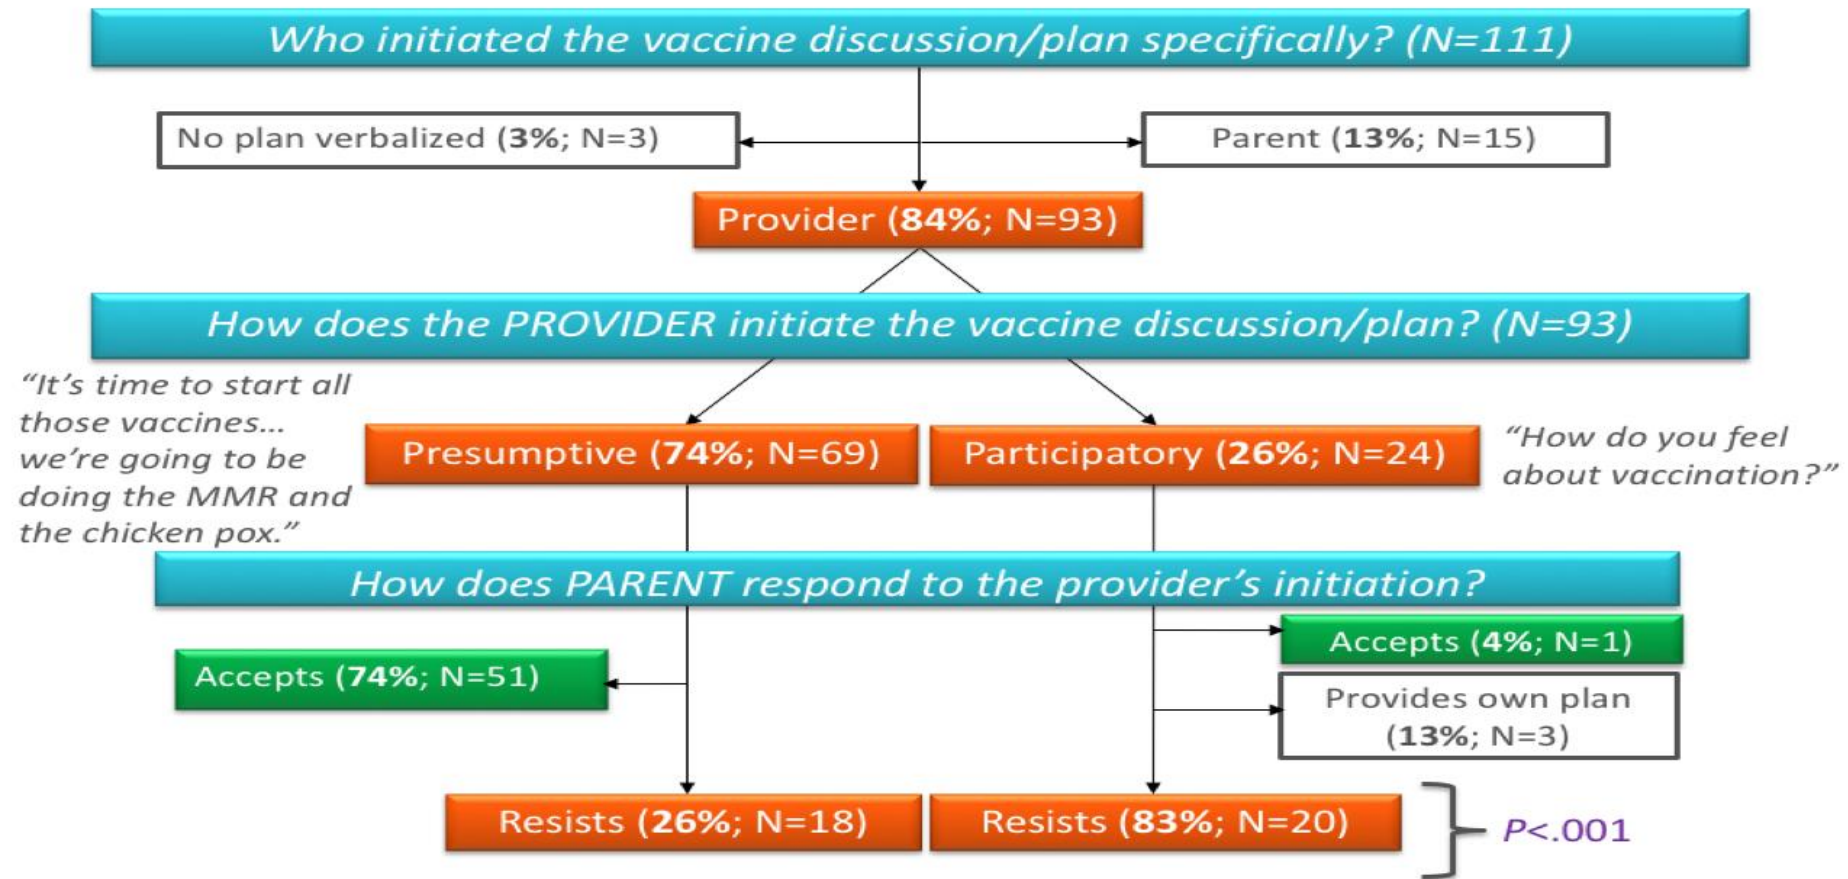 Who initiated the vaccine discussion/plan specifically? (N=111)
No plan verbalized (3%; N=3)
Parent (13%; N=15)
Provider (84%; N=93)
How does the PROVIDER initiate the vaccine discussion/plan? (N=93)
“It’s time to start all
those vaccines...
we’re going to be
doing the MMR and
the chicken pox.”
Presumptive (74%; N=69)
Participatory (26%; N=24)
“How do you feel
about vaccination?”
How does PARENT respond to the provider’s initiation?
Accepts (74%; N=51)
Accepts (4%; N=1)
Provides own plan
(13%; N=3)
Resists (26%; N=18)
Resists (83%; N=20)
P<.001